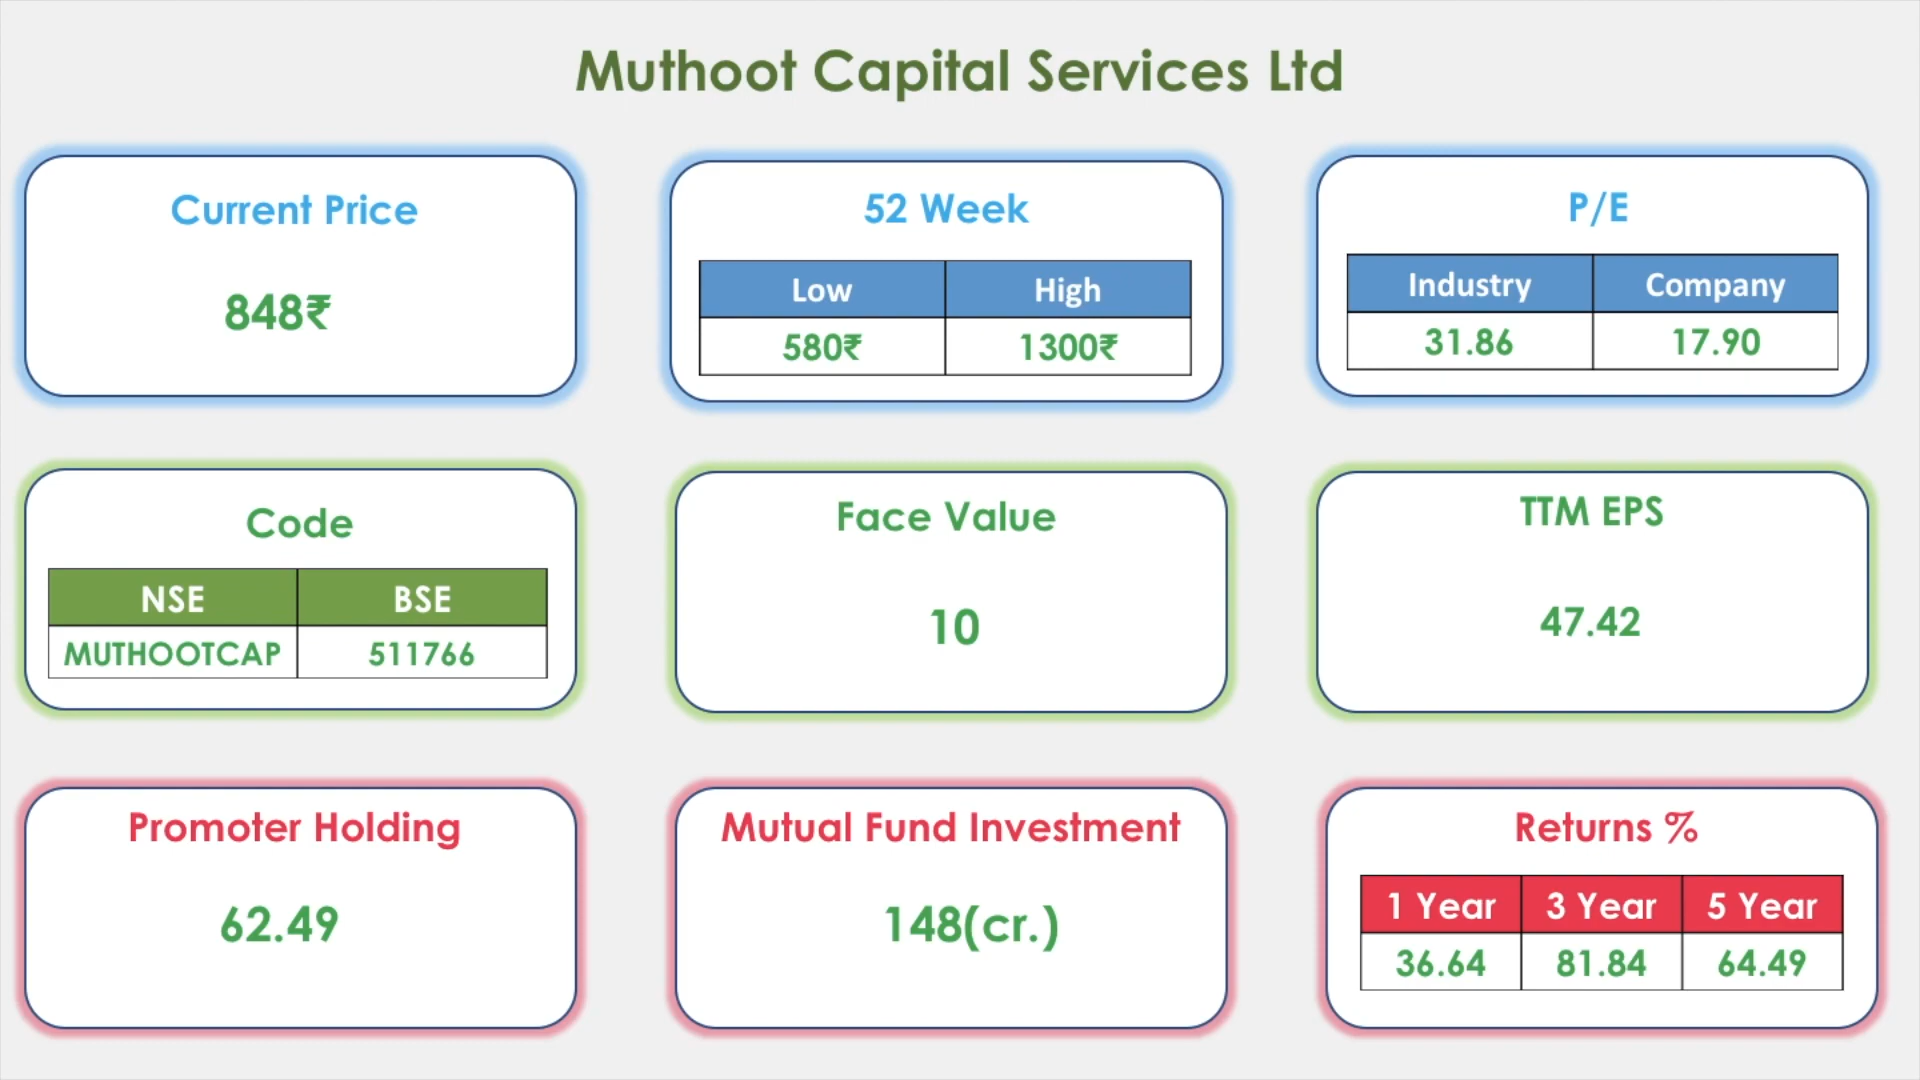 Muthoot Capital Services Ltd
Current Price
848₹
52 Week
Low High
580₹ 1300₹
P/E
Industry Company
31.86 17.90
Code
NSE BSE
MUTHOOTCAP 511766
Face Value
10
TTM EPS
47.42
Promoter Holding
62.49
Mutual Fund Investment
148(cr.)
Returns %
1 Year 3 Year 5 Year
36.64 81.84 64.49